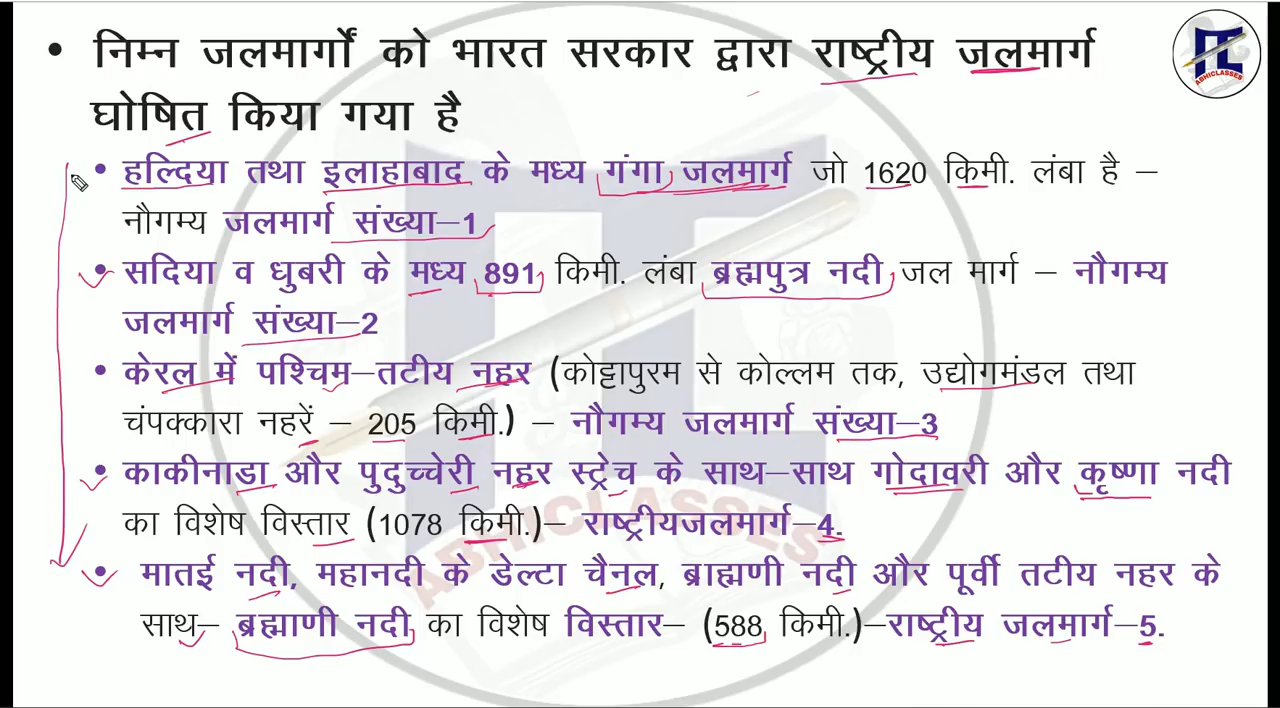 • निम्न जलमार्गों को भारत सरकार द्वारा राष्ट्रीय जलमार्ग
घोषित किया गया है
• हल्दिया तथा इलाहाबाद के मध्य गंगा जलमार्ग जो 1620 किमी. लंबा है –
नौगम्य जलमार्ग संख्या–1
• सदिया व धुबरी के मध्य 891 किमी. लंबा ब्रह्मपुत्र नदी जल मार्ग – नौगम्य
जलमार्ग संख्या–2
• केरल में पश्चिम–तटीय नहर (कोट्टापुरम से कोल्लम तक, उद्योगमंडल तथा
चंपक्कारा नहरें – 205 किमी.) – नौगम्य जलमार्ग संख्या–3
• काकीनाडा और पुदुच्चेरी नहर स्ट्रेच के साथ–साथ गोदावरी और कृष्णा नदी
का विशेष विस्तार (1078 किमी.)– राष्ट्रीयजलमार्ग–4.
• मातई नदी, महानदी के डेल्टा चैनल, ब्राह्मणी नदी और पूर्वी तटीय नहर के
साथ– ब्रह्माणी नदी का विशेष विस्तार– (588 किमी.)–राष्ट्रीय जलमार्ग–5.
ABHICLASSES
ABHICLASSES